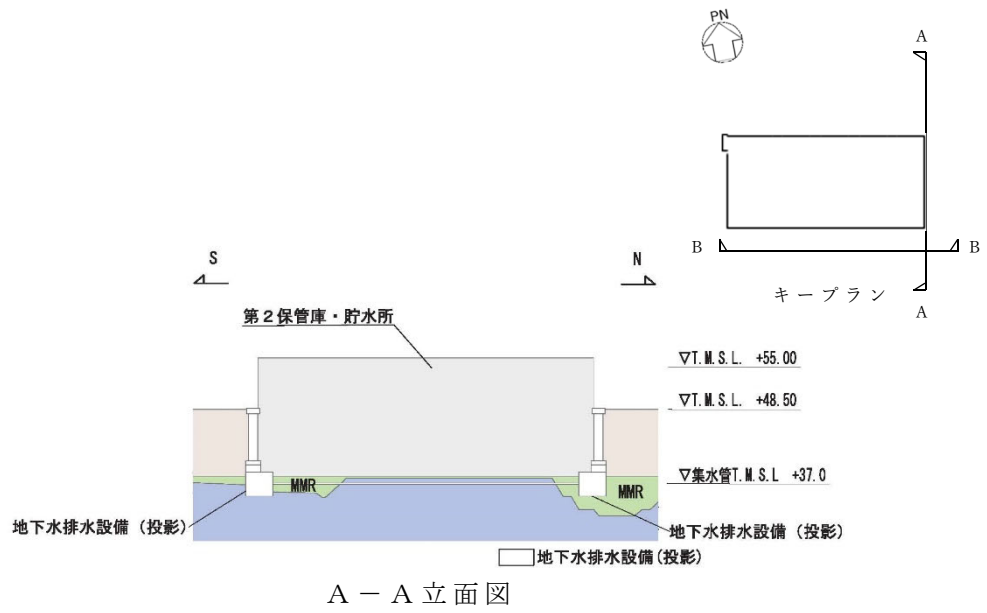 PN
A
B
B
キープラン
A
S
N
第2保管庫・貯水所
▽T.M.S.L. +55.00
▽T.M.S.L. +48.50
▽集水管T.M.S.L +37.0
MMR
MMR
地下水排水設備(投影)
地下水排水設備(投影)
地下水排水設備(投影)
A-A立面図